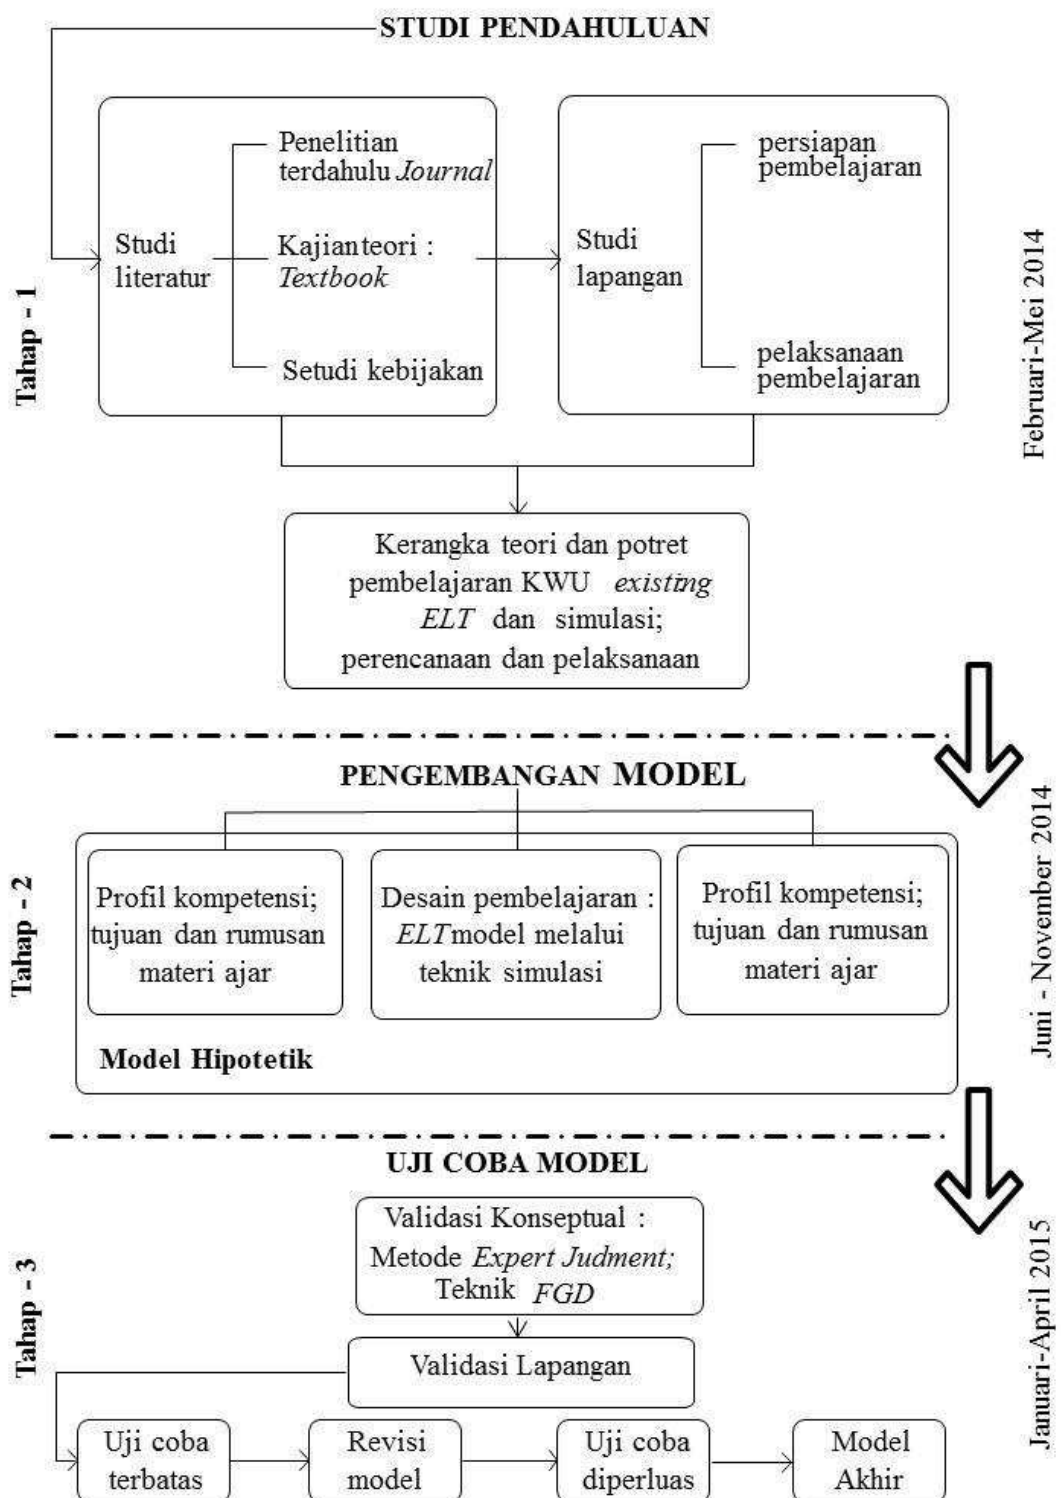 STUDI PENDAHULUAN
Tahap - 1
Studi
literatur
Penelitian
terdahulu Journal
Kajian teori :
Textbook
Setudi kebijakan
Studi
lapangan
persiapan
pembelajaran
pelaksanaan
pembelajaran
Februari-Mei 2014
Kerangka teori dan potret
pembelajaran KWU existing
ELT dan simulasi;
perencanaan dan pelaksanaan
PENGEMBANGAN MODEL
Tahap - 2
Profil kompetensi;
tujuan dan rumusan
materi ajar
Desain pembelajaran :
ELT model melalui
teknik simulasi
Profil kompetensi;
tujuan dan rumusan
materi ajar
Model Hipotetik
Juni - November 2014
UJI COBA MODEL
Tahap - 3
Validasi Konseptual :
Metode Expert Judment;
Teknik FGD
Validasi Lapangan
Uji coba
terbatas
Revisi
model
Uji coba
diperluas
Model
Akhir
Januari-April 2015